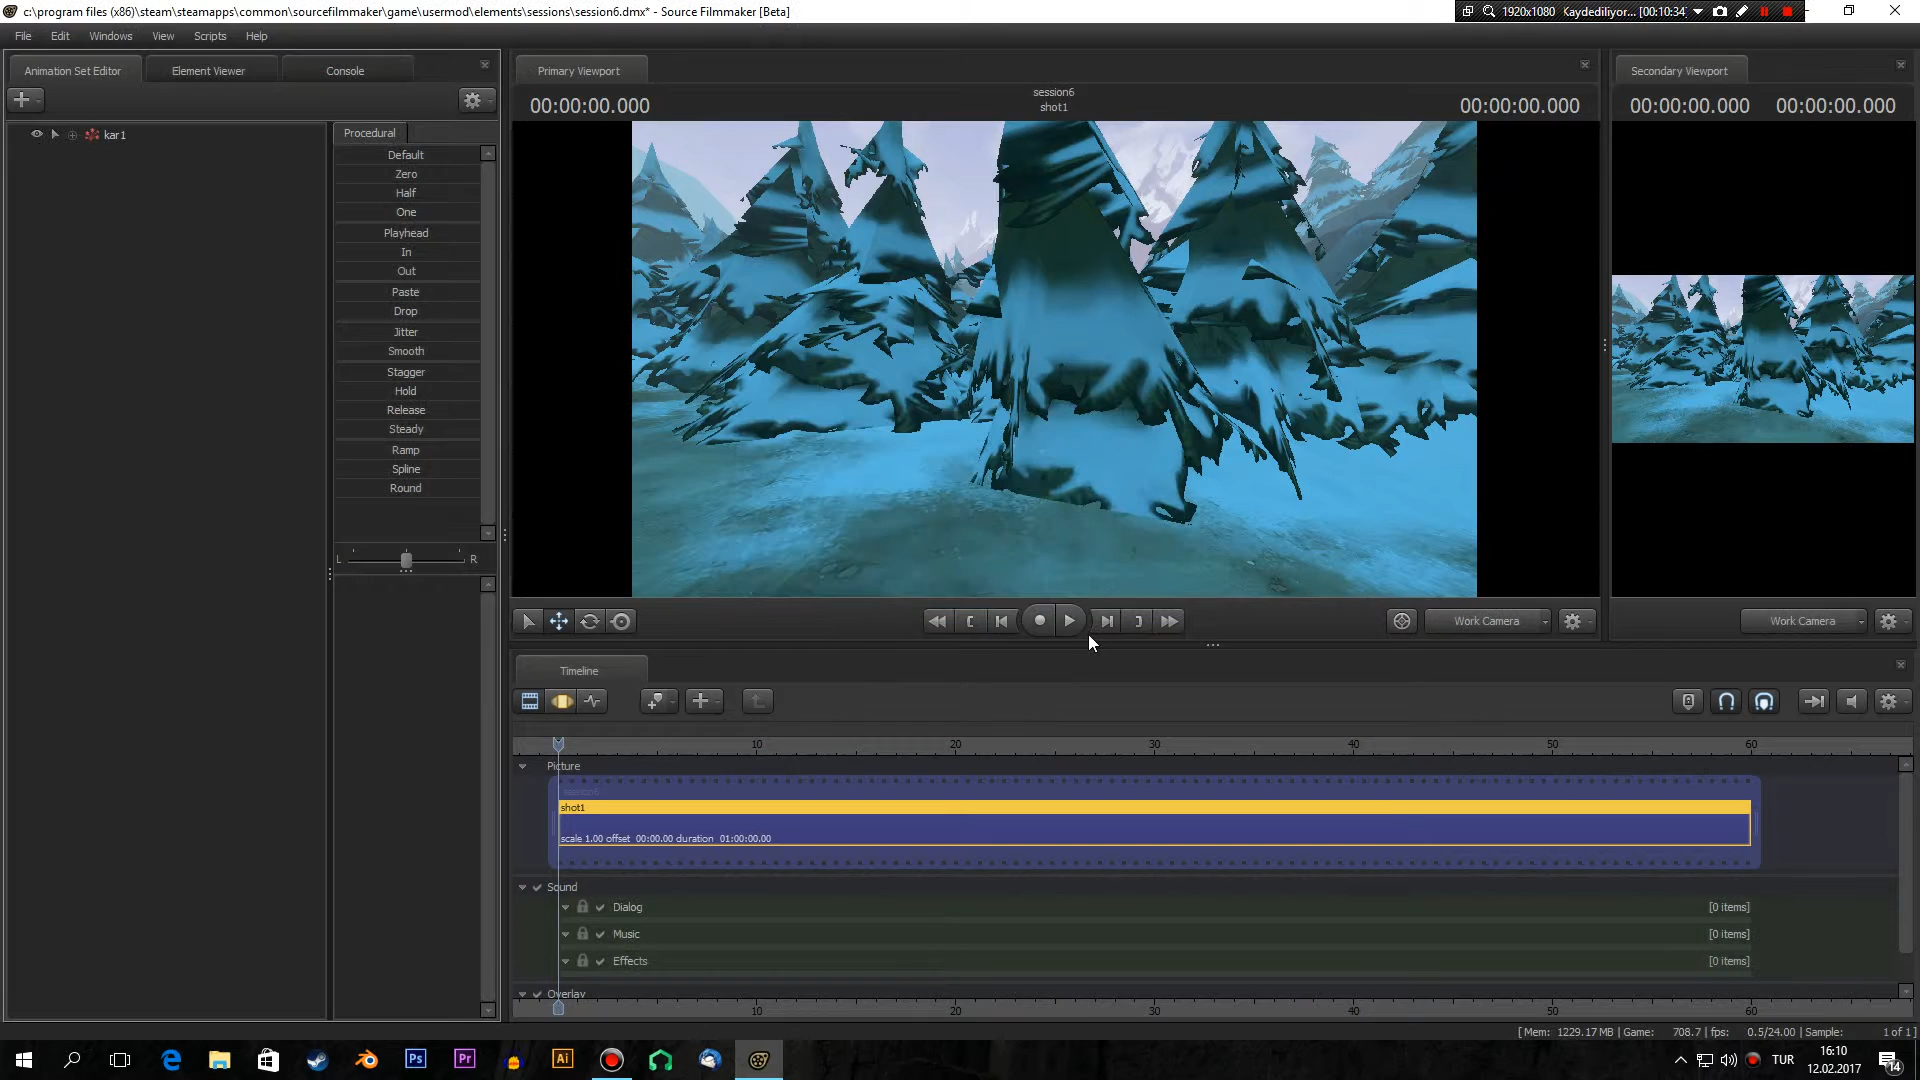 c:\program files (x86)\steam\steamapps\common\sourcefilmmaker\game\usermod\elements\sessions\session6.dmx* - Source Filmmaker [Beta]
1920x1080 Kaydediliyor... [00:10:34]
File Edit Windows View Scripts Help
Animation Set Editor
Element Viewer
Console
Primary Viewport
Secondary Viewport
00:00:00.000
session6
shot1
00:00:00.000
00:00:00.000
00:00:00.000
kar1
Procedural
Default
Zero
Half
One
Playhead
In
Out
Paste
Drop
Jitter
Smooth
Stagger
Hold
Release
Steady
Ramp
Spline
Round
L
R
Work Camera
Work Camera
Timeline
10 20 30 40 50 60
Picture
session6
shot1
scale 1.00 offset 00:00.00 duration 01:00:00.00
Sound
Dialog [0 items]
Music [0 items]
Effects [0 items]
Overlay
10 20 30 40 50 60
[ Mem: 1229.17 MB | Game: 708.7 | fps: 0.5/24.00 | Sample: 1 of 1 ]
Ps
Pr
Ai
TUR
16:10
12.02.2017
14